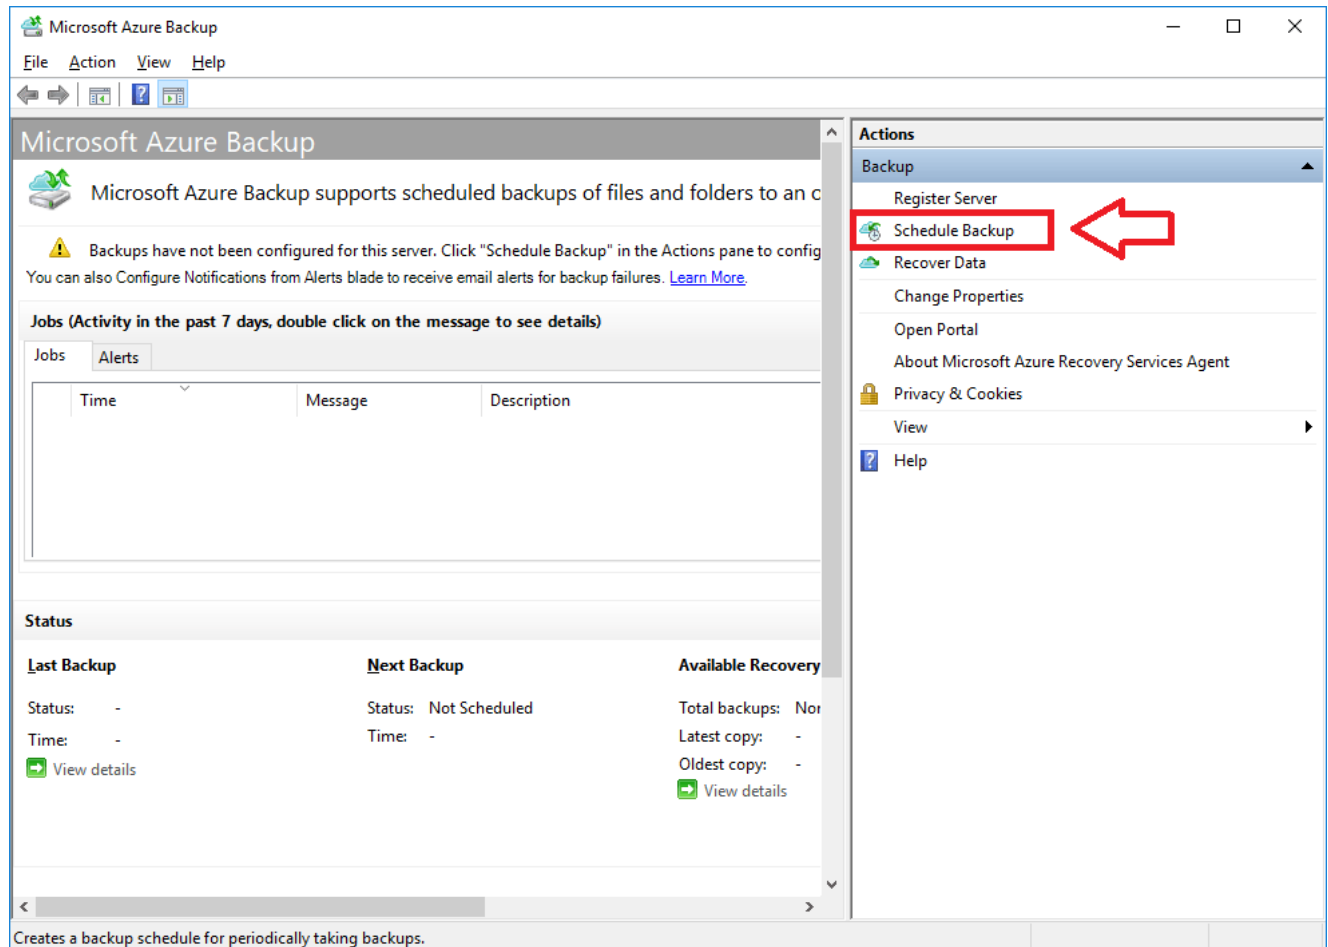 Microsoft Azure Backup
File Action View Help
Microsoft Azure Backup
Microsoft Azure Backup supports scheduled backups of files and folders to an
Backups have not been configured for this server. Click "Schedule Backup" in the Actions pane to config
You can also Configure Notifications from Alerts blade to receive email alerts for backup failures. Learn More.
Jobs (Activity in the past 7 days, double click on the message to see details)
Jobs Alerts
Time Message Description
Status
Last Backup Next Backup Available Recovery
Status: - Status: Not Scheduled Total backups:
Time: - Time: - Latest copy: -
Oldest copy: -
View details
View details
Actions
Backup
Register Server
Schedule Backup
Recover Data
Change Properties
Open Portal
About Microsoft Azure Recovery Services Agent
Privacy & Cookies
View
Help
Creates a backup schedule for periodically taking backups.